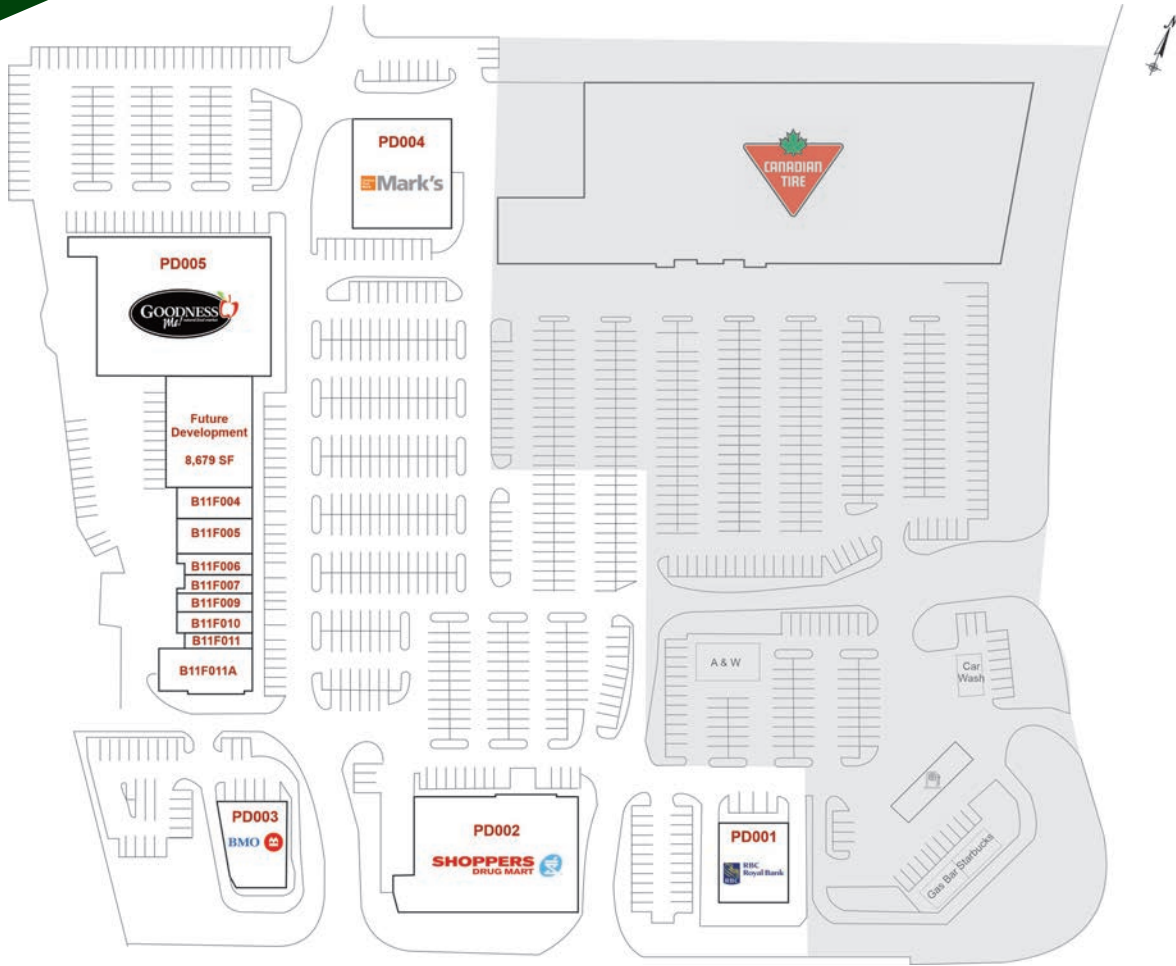 N
PD004
Mark's
CANADIAN
TIRE
PD005
GOODNESS
Me!
Future
Development
8,679 SF
B11F004
B11F005
B11F006
B11F007
B11F009
B11F010
B11F011
B11F011A
A & W
Car
Wash
PD003
BMO
PD002
SHOPPERS
DRUG MART
PD001
RBC
RBC
Royal Bank
Gas Bar Starbucks